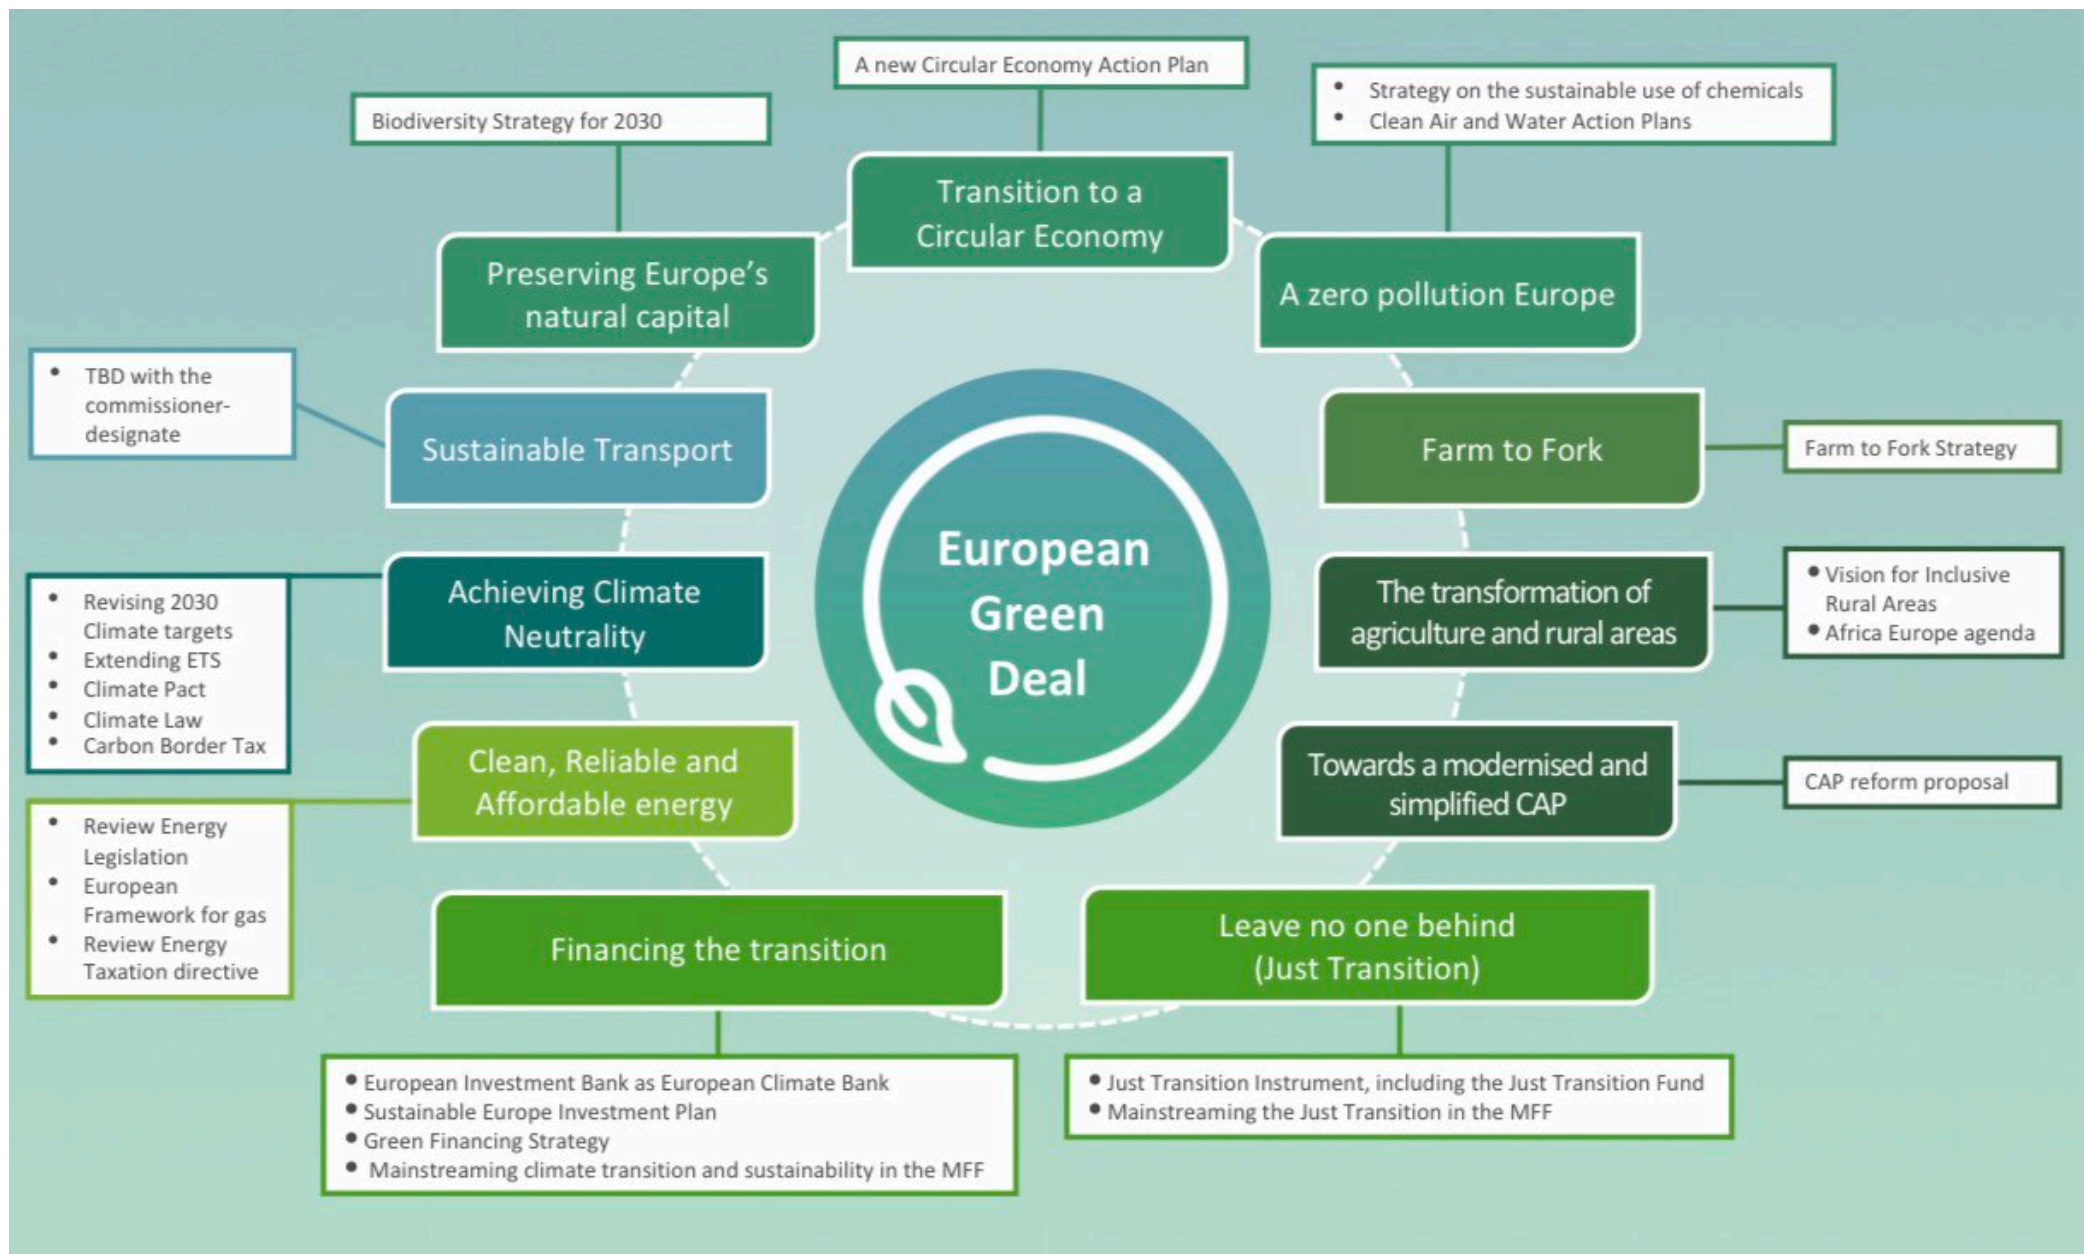 A new Circular Economy Action Plan
• Strategy on the sustainable use of chemicals
• Clean Air and Water Action Plans
Biodiversity Strategy for 2030
Transition to a
Circular Economy
Preserving Europe’s
natural capital
A zero pollution Europe
• TBD with the
commissioner-
designate
Sustainable Transport
Farm to Fork
Farm to Fork Strategy
European
Green
Deal
• Revising 2030
Climate targets
• Extending ETS
• Climate Pact
• Climate Law
• Carbon Border Tax
Achieving Climate
Neutrality
The transformation of
agriculture and rural areas
• Vision for Inclusive
Rural Areas
• Africa Europe agenda
• Review Energy
Legislation
• European
Framework for gas
• Review Energy
Taxation directive
Clean, Reliable and
Affordable energy
Towards a modernised and
simplified CAP
CAP reform proposal
Financing the transition
Leave no one behind
(Just Transition)
• European Investment Bank as European Climate Bank
• Sustainable Europe Investment Plan
• Green Financing Strategy
• Mainstreaming climate transition and sustainability in the MFF
• Just Transition Instrument, including the Just Transition Fund
• Mainstreaming the Just Transition in the MFF